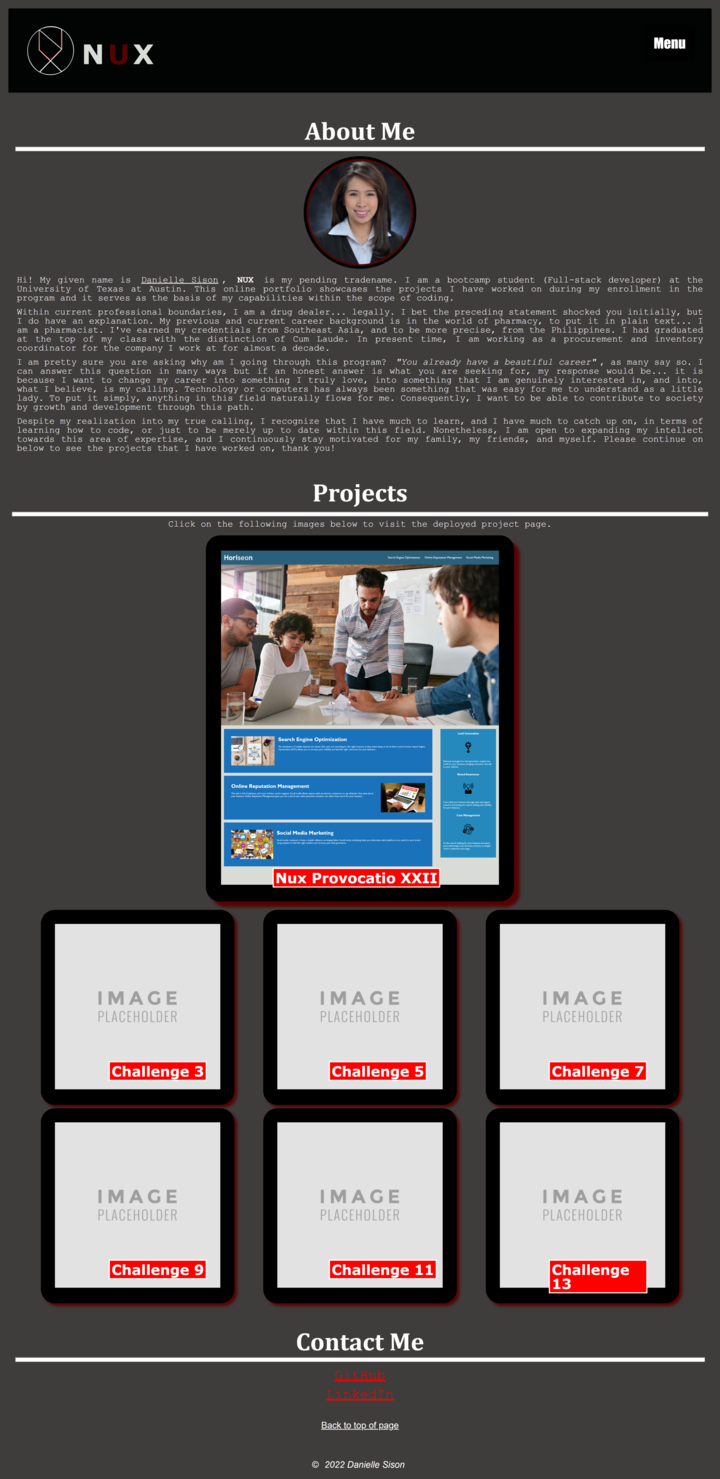 NUX
Menu
About Me
Hi! My given name is Danielle Sison, NUX is my pending tradename. I am a bootcamp student (Full-stack developer) at the
University of Texas at Austin. This online portfolio showcases the projects I have worked on during my enrollment in the
program and it serves as the basis of my capabilities within the scope of coding.
Within current professional boundaries, I am a drug dealer... legally. I bet the preceding statement shocked you initially, but
I do have an explanation. My previous and current career background is in the world of pharmacy, to put it in plain text... I
am a pharmacist. I've earned my credentials from Southeast Asia, and to be more precise, from the Philippines. I had graduated
at the top of my class with the distinction of Cum Laude. In present time, I am working as a procurement and inventory
coordinator for the company I work at for almost a decade.
I am pretty sure you are asking why am I going through this program? "You already have a beautiful career", as many say so. I
can answer this question in many ways but if an honest answer is what you are seeking for, my response would be... it is
because I want to change my career into something I truly love, into something that I am genuinely interested in, and into,
what I believe, is my calling. Technology or computers has always been something that was easy for me to understand as a little
lady. To put it simply, anything in this field naturally flows for me. Consequently, I want to be able to contribute to society
by growth and development through this path.
Despite my realization into my true calling, I recognize that I have much to learn, and I have much to catch up on, in terms of
learning how to code, or just to be merely up to date within this field. Nonetheless, I am open to expanding my intellect
towards this area of expertise, and I continuously stay motivated for my family, my friends, and myself. Please continue on
below to see the projects that I have worked on, thank you!
Projects
Click on the following images below to visit the deployed project page.
Horiseon
Search Engine Optimization Online Reputation Management Social Media Marketing
Search Engine Optimization
Online Reputation Management
Social Media Marketing
Lead Generation
Brand Awareness
Cost Management
Nux Provocatio XXII
IMAGE
PLACEHOLDER
Challenge 3
IMAGE
PLACEHOLDER
Challenge 5
IMAGE
PLACEHOLDER
Challenge 7
IMAGE
PLACEHOLDER
Challenge 9
IMAGE
PLACEHOLDER
Challenge 11
IMAGE
PLACEHOLDER
Challenge
13
Contact Me
GitHub
LinkedIn
Back to top of page
© 2022 Danielle Sison